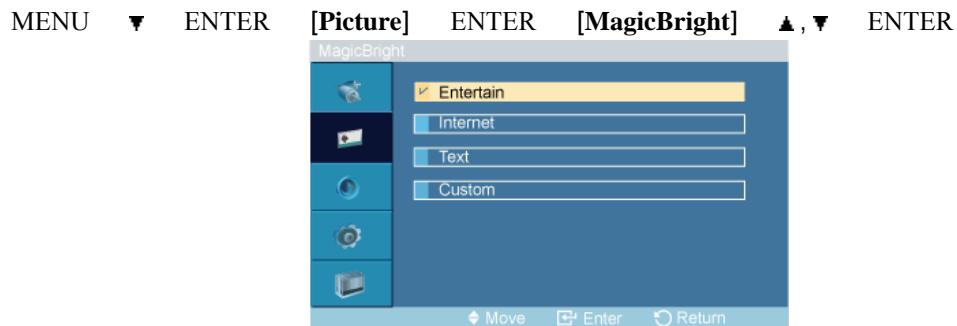 MENU ▼ ENTER [Picture] ENTER [MagicBright] ▲, ▼ ENTER
MagicBright
Entertain
Internet
Text
Custom
Move Enter Return